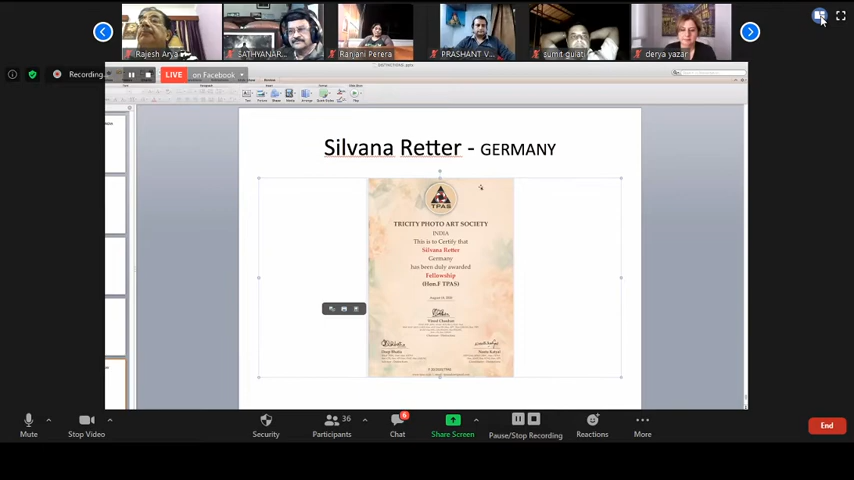 Rajesh Arya
SATHYANAR...
Ranjani Perera
PRASHANT V...
sumit gulati
derya yazar
Recording...
LIVE
on Facebook
Silvana Retter - GERMANY
TPAS
TRICITY PHOTO ART SOCIETY
INDIA
This is to Certify that
Silvana Retter
Germany
has been duly awarded
Fellowship
(Hon.F TPAS)
Mute
Stop Video
Security
Participants
36
Chat
6
Share Screen
Pause/Stop Recording
Reactions
More
End